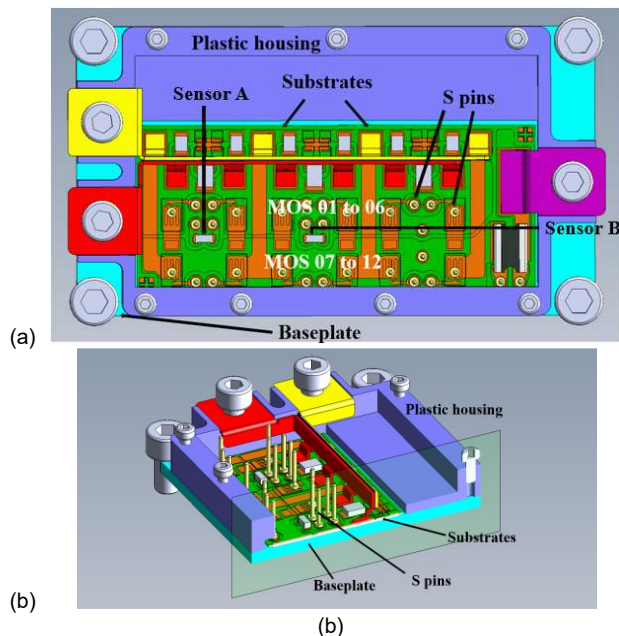 (a)
Plastic housing
Substrates
Sensor A
S pins
MOS 01 to 06
Sensor B
MOS 07 to 12
Baseplate
(b)
Plastic housing
Substrates
S pins
Baseplate
(b)